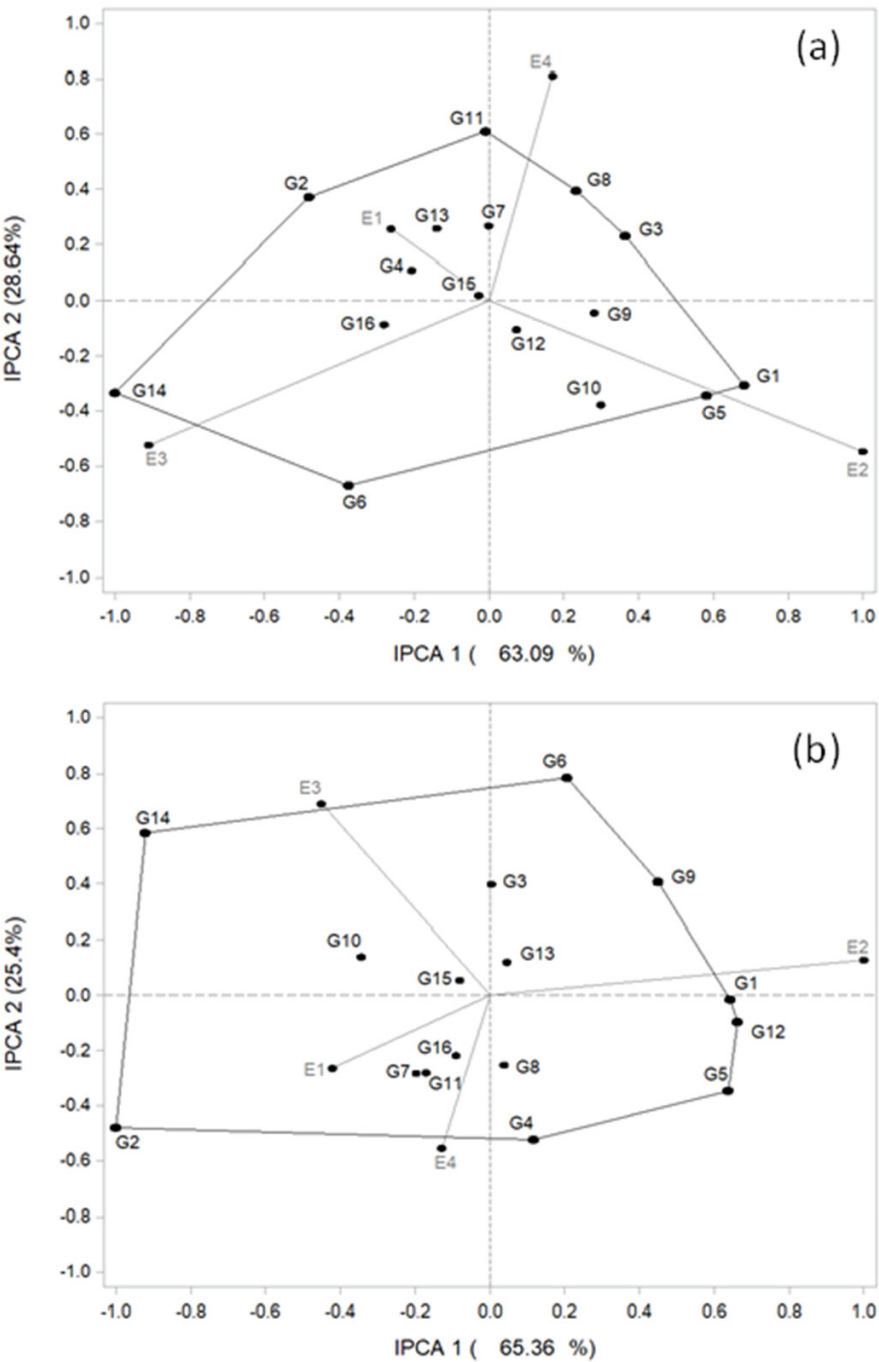 (a)
1.0
0.8
E4
0.6
G11
0.4
G2
G8
E1
G13
G7
G3
0.2
G4
G15
0.0
G16
G12
G9
-0.2
G14
G10
G1
-0.4
G5
E3
E2
-0.6
G6
-0.8
-1.0
-1.0 -0.8 -0.6 -0.4 -0.2 0.0 0.2 0.4 0.6 0.8 1.0
IPCA 1 ( 63.09 %)
IPCA 2 (28.64%)
(b)
1.0
G6
0.8
E3
G14
0.6
G3
G9
0.4
G10
G13
E2
0.2
G15
G1
0.0
G12
G16
-0.2
E1
G7
G11
G8
G5
-0.4
G2
G4
E4
-0.6
-0.8
-1.0
-1.0 -0.8 -0.6 -0.4 -0.2 0.0 0.2 0.4 0.6 0.8 1.0
IPCA 1 ( 65.36 %)
IPCA 2 (25.4%)